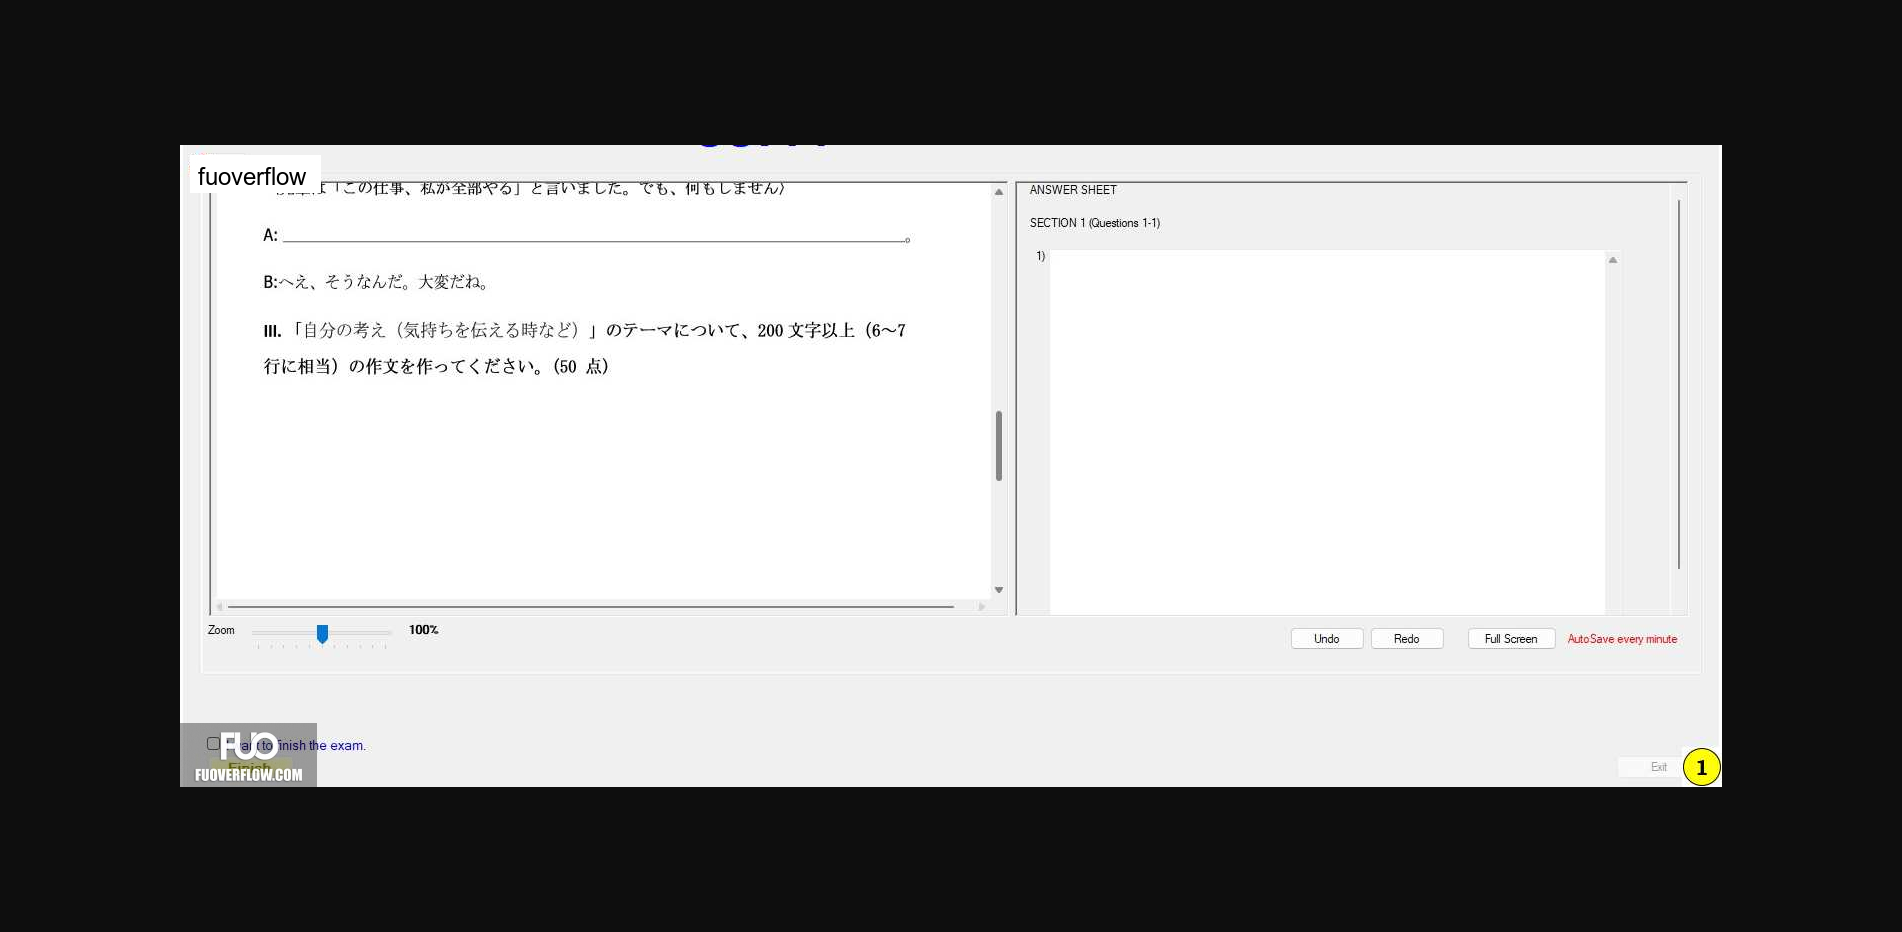 fuoverflow
「この仕事、私が全部やる」と言いました。でも、何もしません〉
A: ______。
B:へえ、そうなんだ。大変だね。
III. 「自分の考え（気持ちを伝える時など）」のテーマについて、200 文字以上（6～7
行に相当）の作文を作ってください。（50 点）
ANSWER SHEET
SECTION 1 (Questions 1-1)
1)
Zoom
100%
Undo
Redo
Full Screen
AutoSave every minute
want to finish the exam.
Finish
FUO
FUOVERFLOW.COM
Exit
1